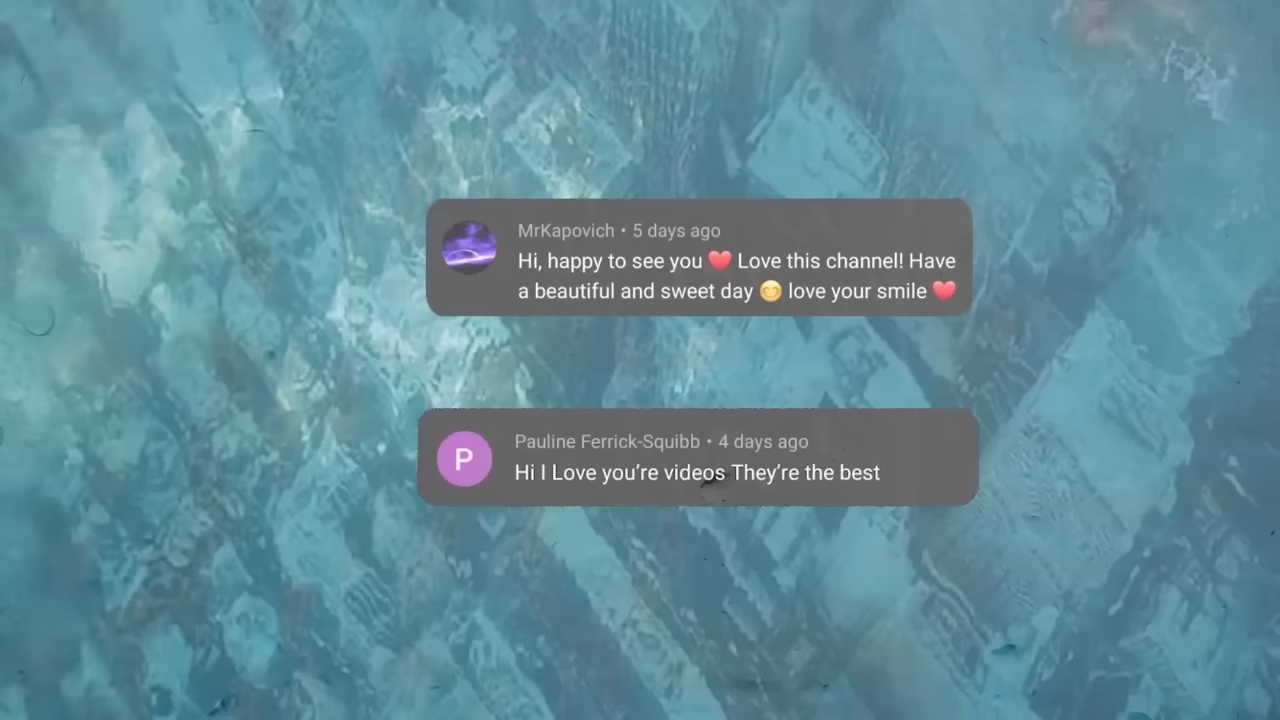 MrKapovich • 5 days ago
Hi, happy to see you ❤️ Love this channel! Have
a beautiful and sweet day 😊 love your smile ❤️
P
Pauline Ferrick-Squibb • 4 days ago
Hi I Love you’re videos They’re the best